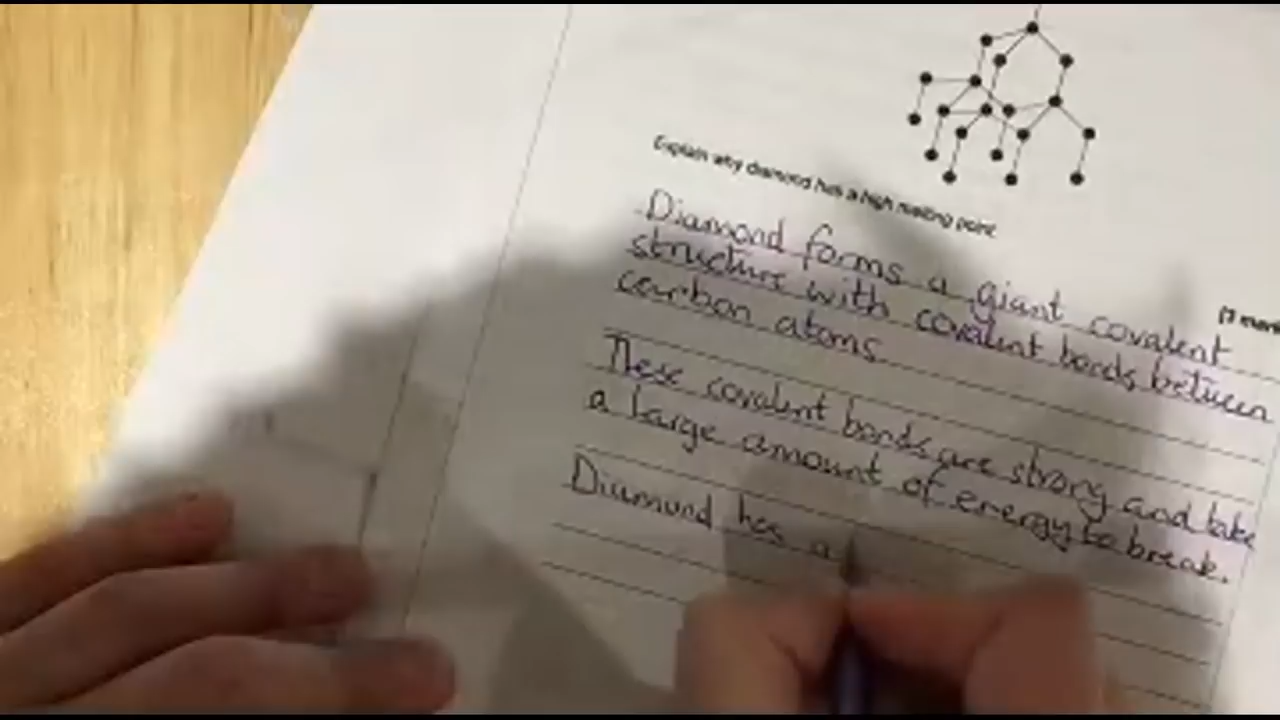 Explain why diamond has a high melting point
Diamond forms a giant covalent
structure with covalent bonds between
carbon atoms
These covalent bonds are strong and take
a large amount of energy to break.
Diamond has a